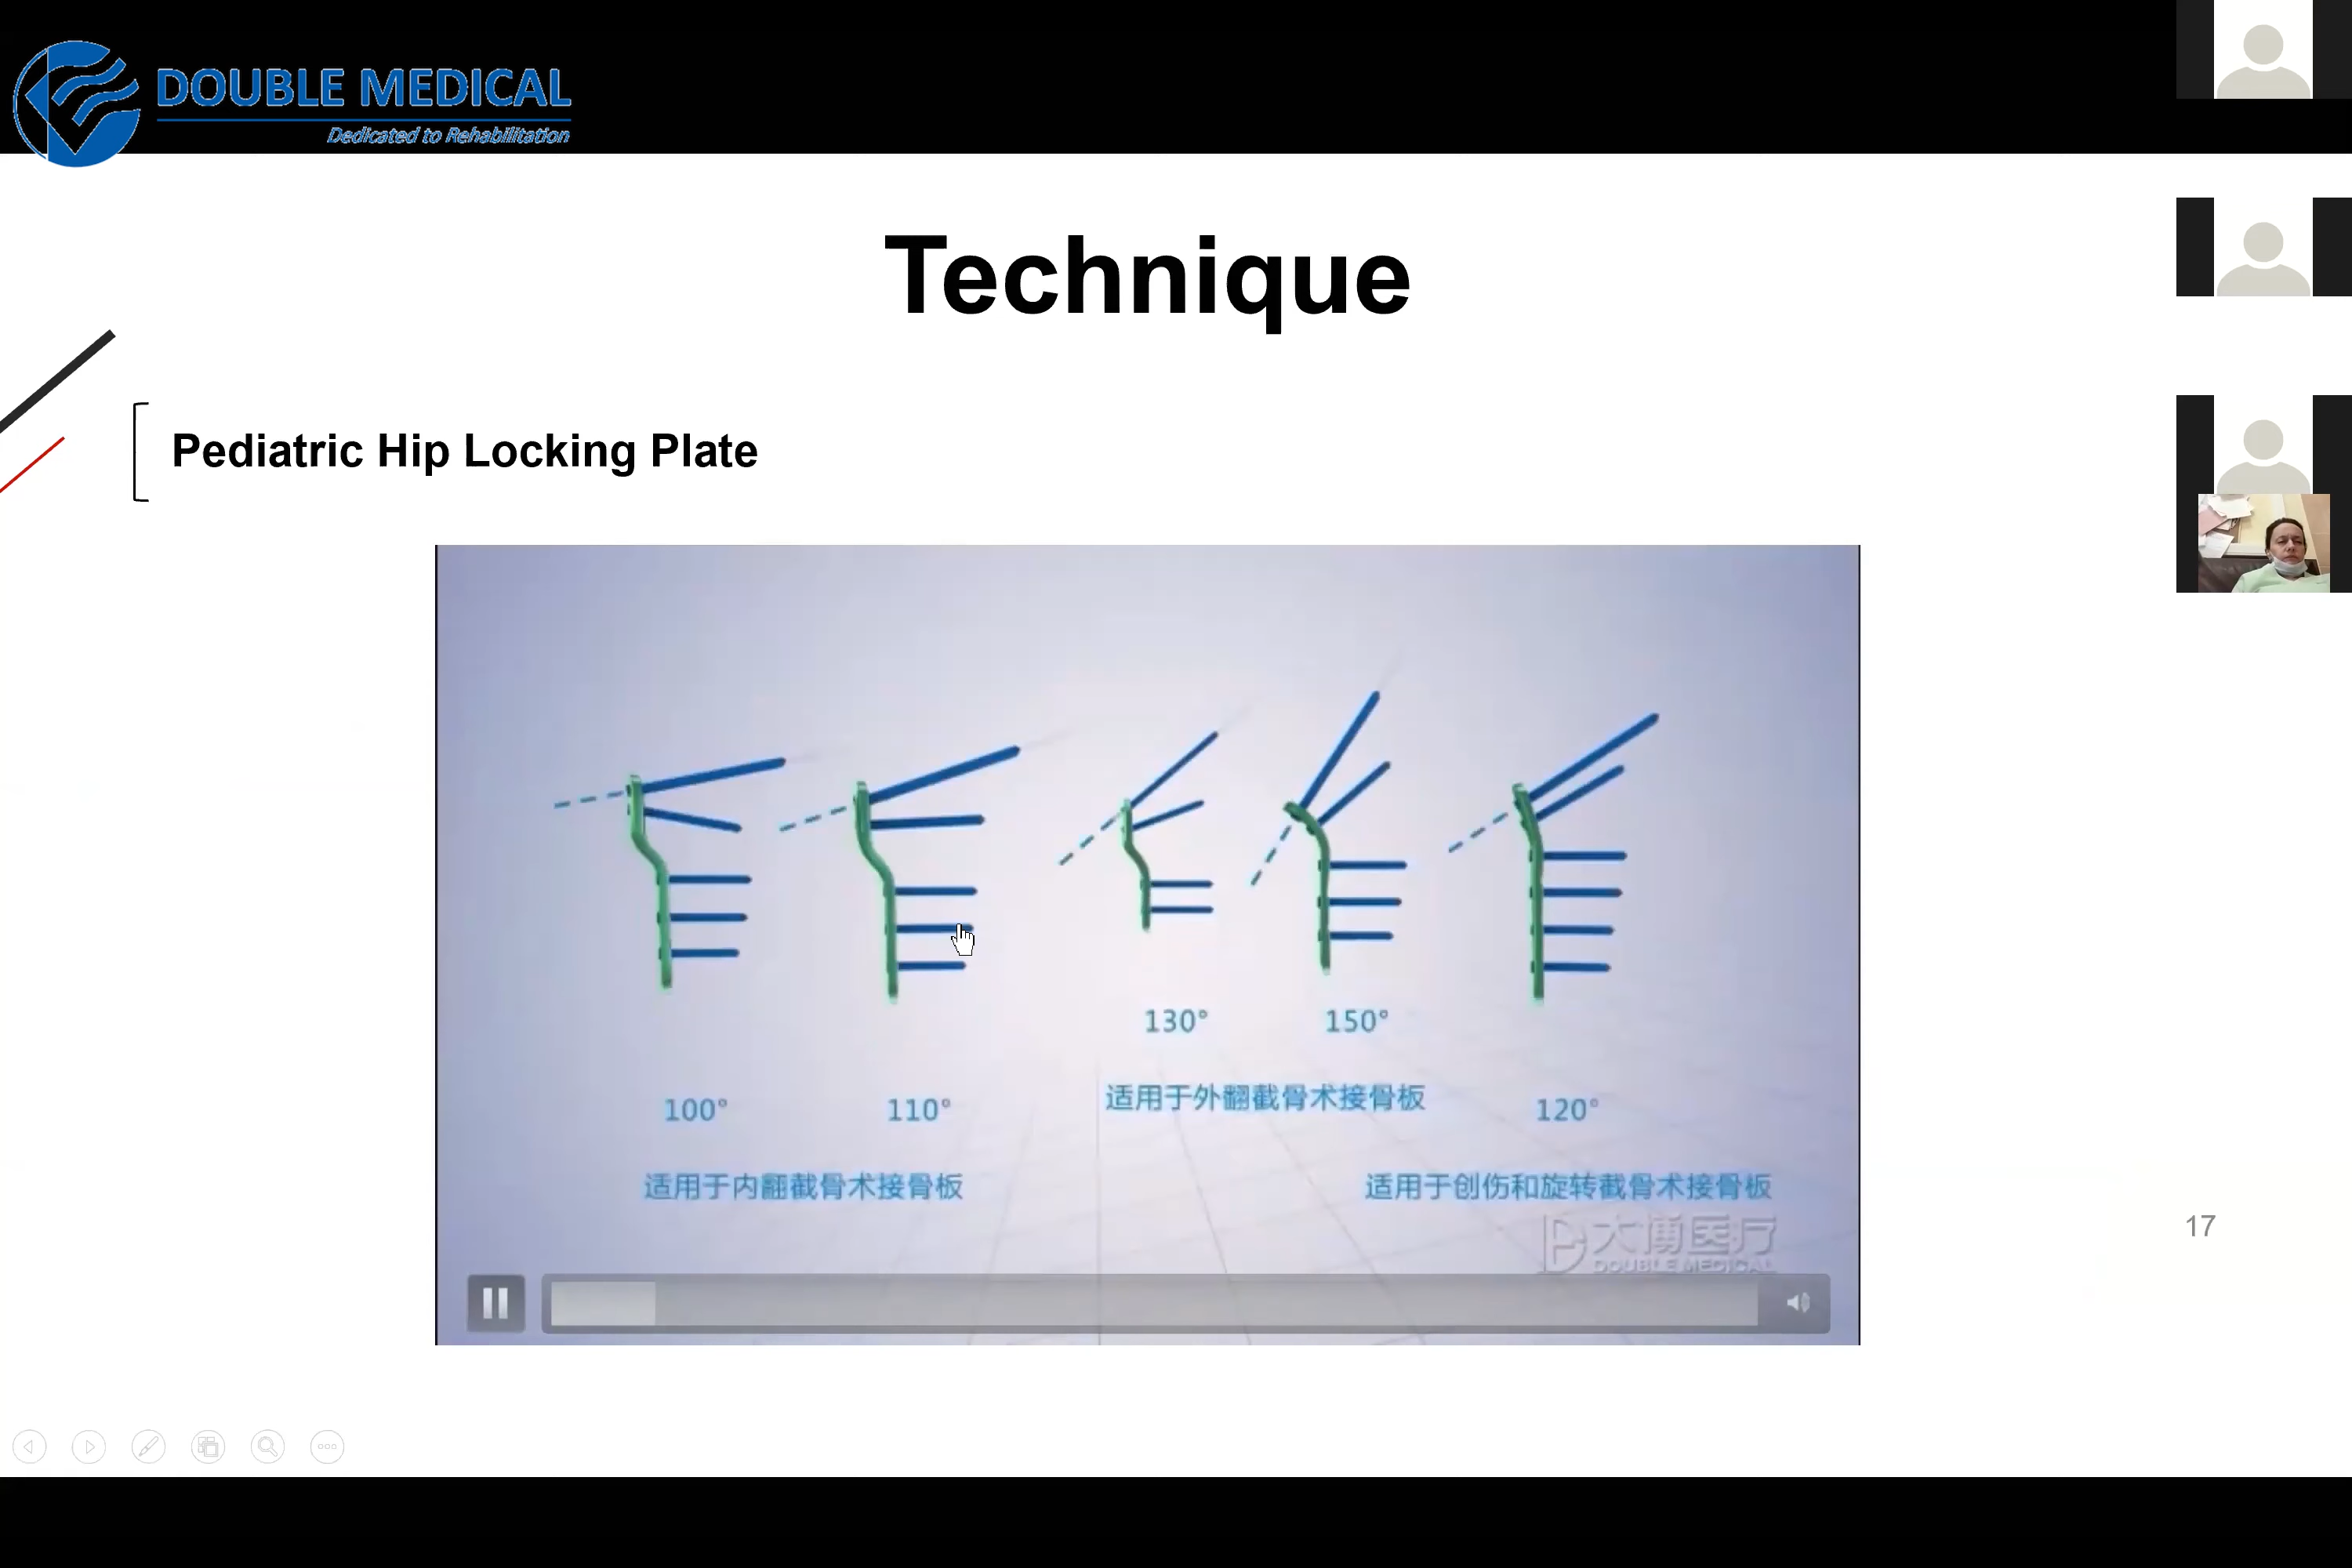 DOUBLE MEDICAL
Dedicated to Rehabilitation
Technique
Pediatric Hip Locking Plate
130°
150°
适用于外翻截骨术接骨板
100°
110°
120°
适用于内翻截骨术接骨板
适用于创伤和旋转截骨术接骨板
大博医疗
DOUBLE MEDICAL
17